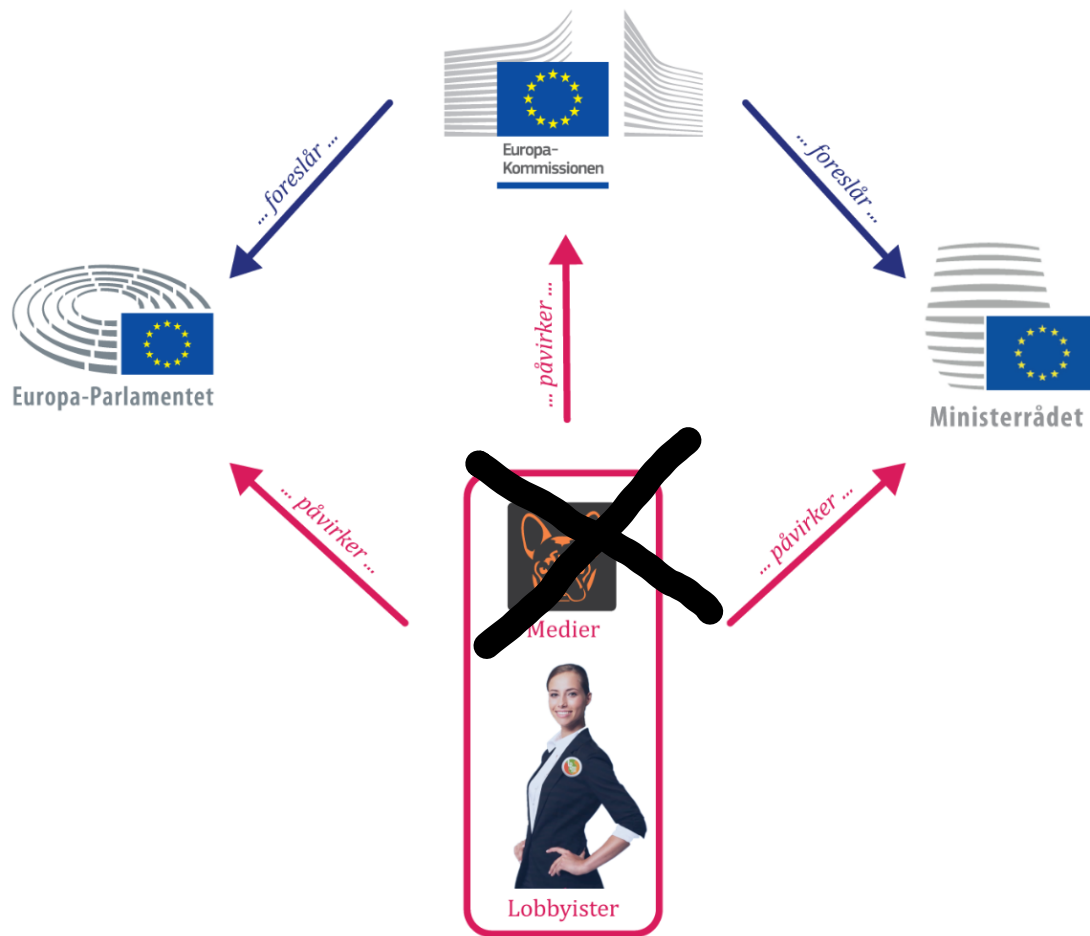 Europa-
Kommissionen
... foreslår ...
... foreslår ...
... påvirker ...
Europa-Parlamentet
Ministerrådet
... påvirker ...
... påvirker ...
Medier
Lobbyister